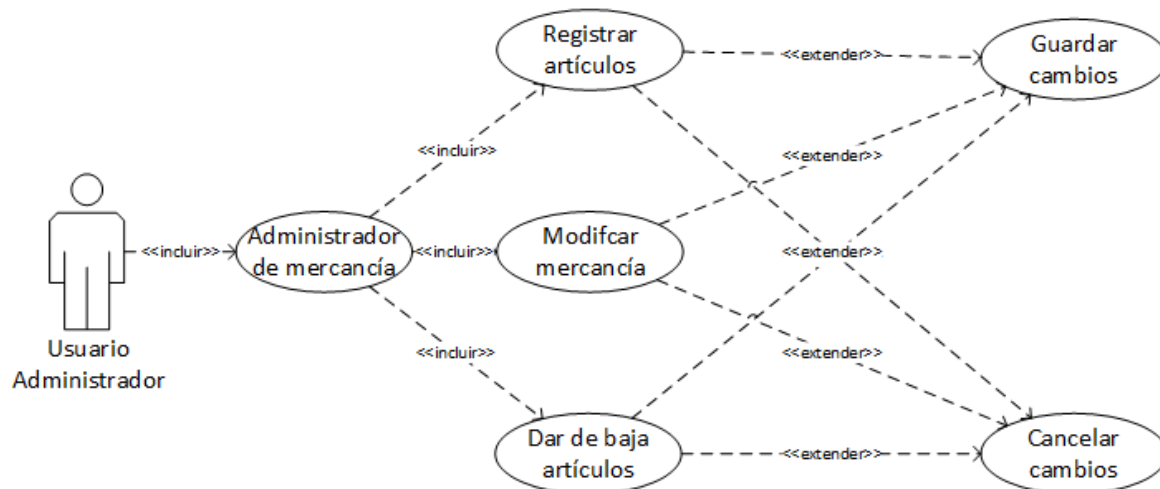 Registrar
artículos
<<extender>>
Guardar
cambios
<<incluir>>
<<extender>>
Usuario
Administrador
<<incluir>>
Administrador
de mercancía
<<incluir>>
Modifcar
mercancía
<<extender>>
<<incluir>>
<<extender>>
Dar de baja
artículos
<<extender>>
Cancelar
cambios